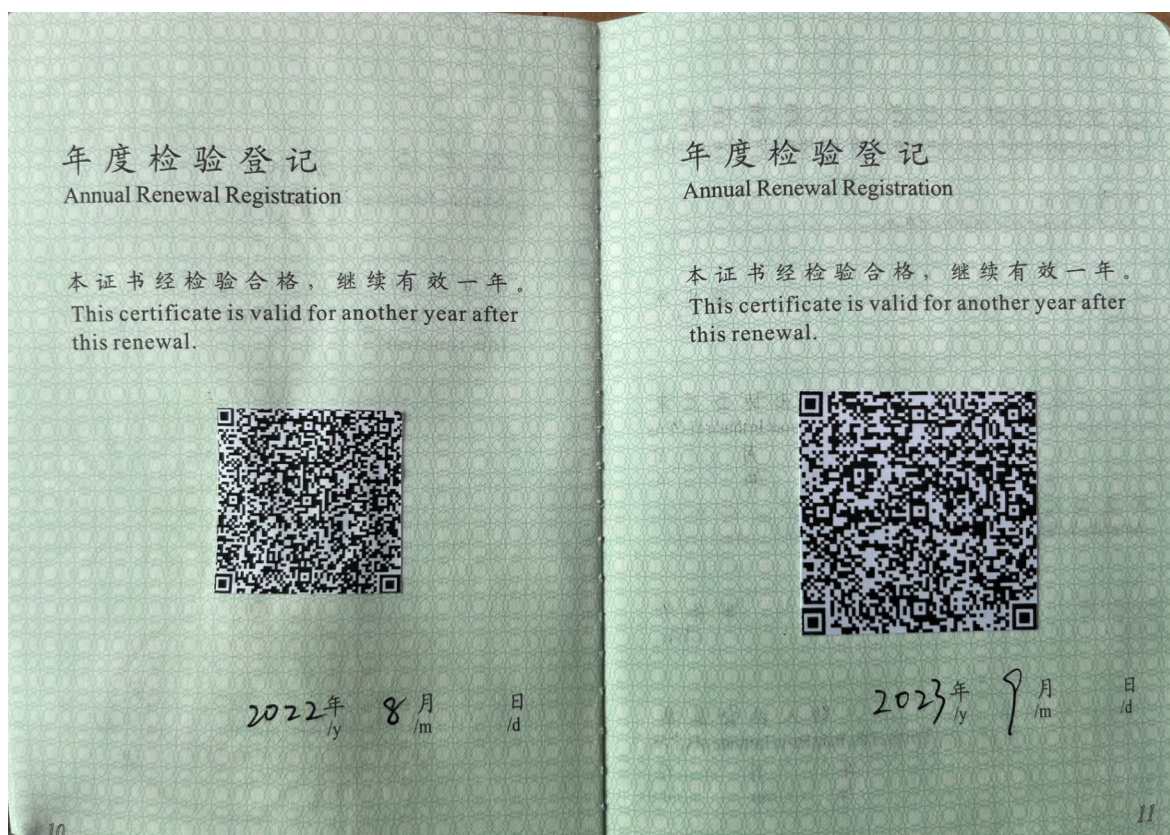 年度检验登记
Annual Renewal Registration
本证书经检验合格，继续有效一年。
This certificate is valid for another year after
this renewal.
2022年 8月 日
/y /m /d
10
年度检验登记
Annual Renewal Registration
本证书经检验合格，继续有效一年。
This certificate is valid for another year after
this renewal.
2023年 9月 日
/y /m /d
11